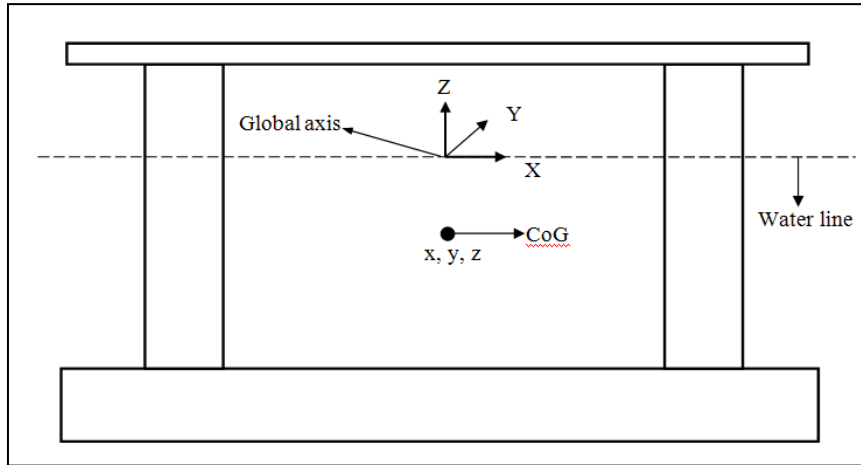 Z
Y
Global axis
X
Water line
CoG
x, y, z